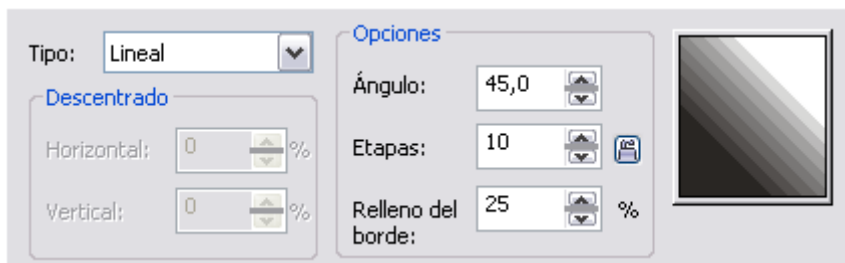 Tipo: Lineal
Descentrado
Horizontal: 0 %
Vertical: 0 %
Opciones
Ángulo: 45,0
Etapas: 10
Relleno del borde: 25 %